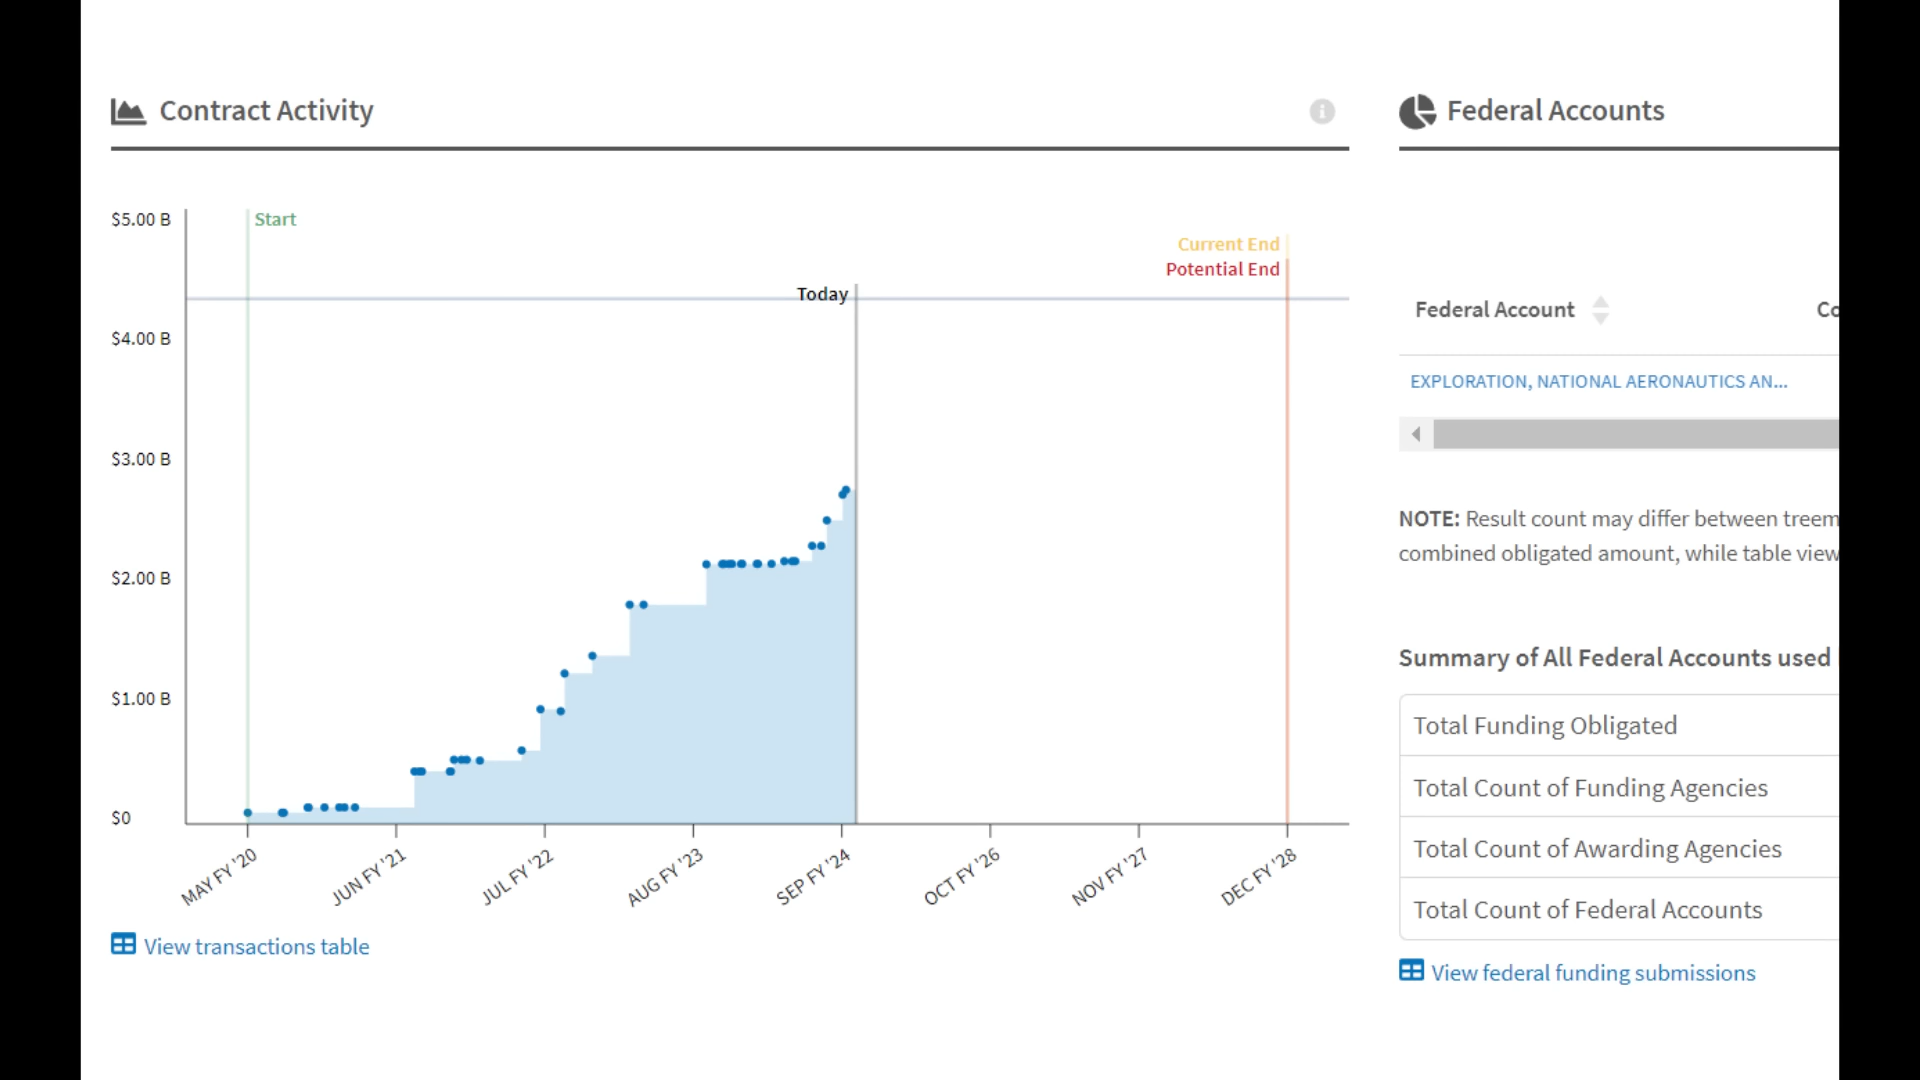 Contract Activity
$5.00 B
$4.00 B
$3.00 B
$2.00 B
$1.00 B
$0
Start
Today
Current End
Potential End
MAY FY '20
JUN FY '21
JUL FY '22
AUG FY '23
SEP FY '24
OCT FY '26
NOV FY '27
DEC FY '28
View transactions table
Federal Accounts
Federal Account
Co
EXPLORATION, NATIONAL AERONAUTICS AN...
NOTE: Result count may differ between treem
combined obligated amount, while table view
Summary of All Federal Accounts used
Total Funding Obligated
Total Count of Funding Agencies
Total Count of Awarding Agencies
Total Count of Federal Accounts
View federal funding submissions